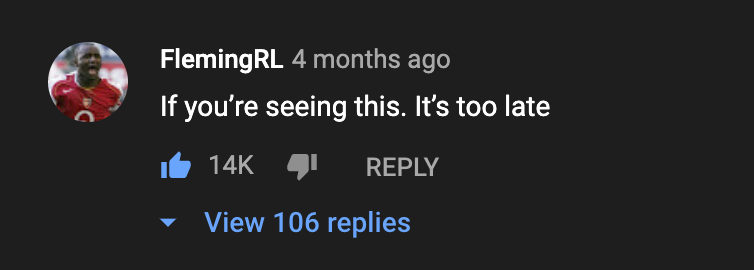 FlemingRL 4 months ago
If you’re seeing this. It’s too late
14K REPLY
View 106 replies